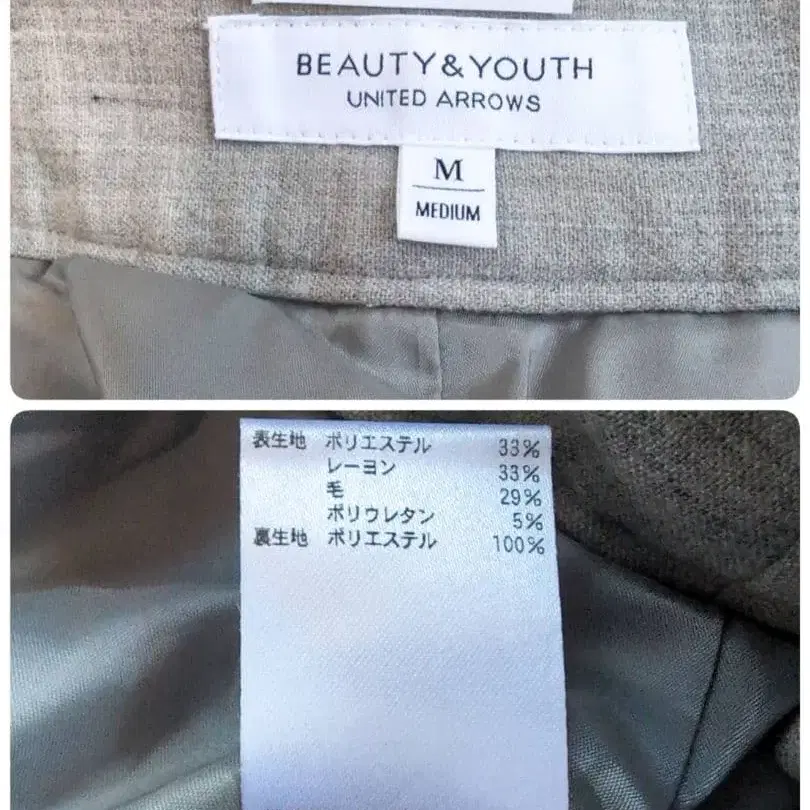 BEAUTY&YOUTH
UNITED ARROWS
M
MEDIUM
表生地 ポリエステル 33%
レーヨン 33%
毛 29%
ポリウレタン 5%
裏生地 ポリエステル 100%